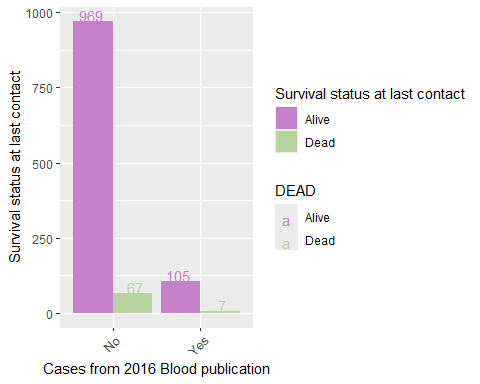 1000
750
500
250
0
969
67
105
7
No
Yes
Survival status at last contact
Cases from 2016 Blood publication
Survival status at last contact
Alive
Dead
DEAD
a Alive
a Dead